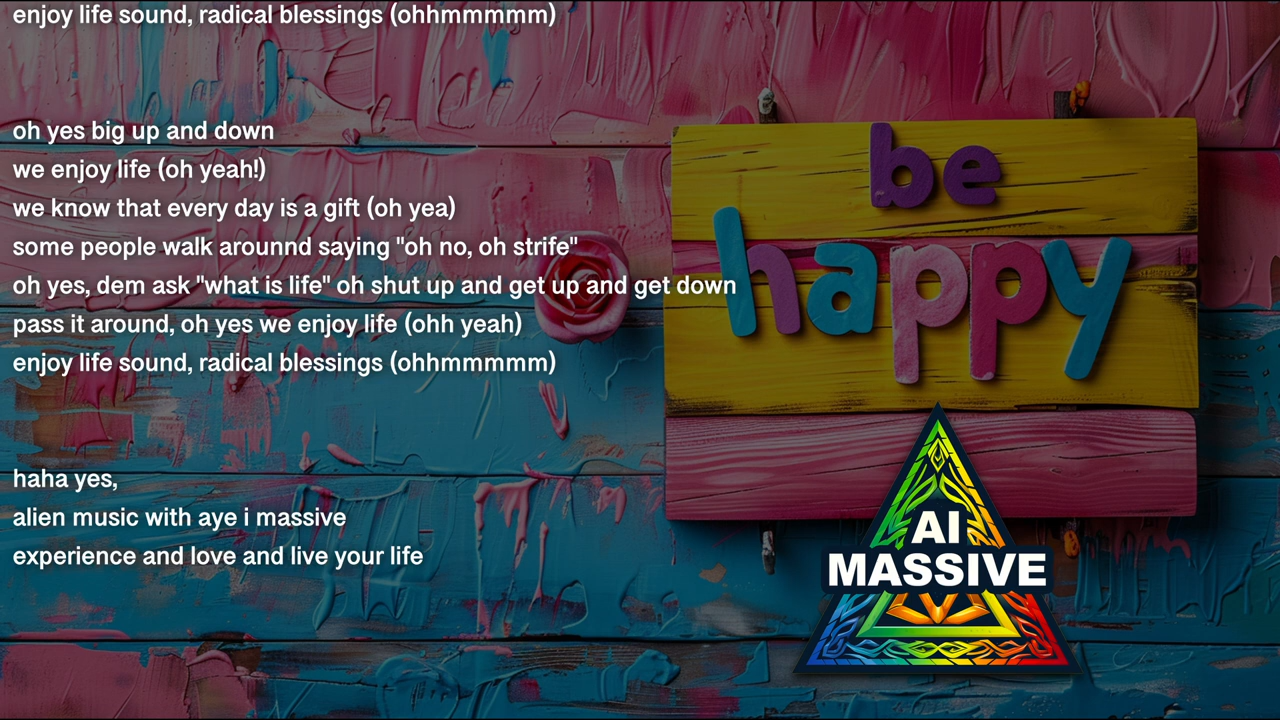 enjoy life sound, radical blessings (ohhmmmmm)
oh yes big up and down
we enjoy life (oh yeah!)
we know that every day is a gift (oh yea)
some people walk arounnd saying "oh no, oh strife"
oh yes, dem ask "what is life" oh shut up and get up and get down
pass it around, oh yes we enjoy life (ohh yeah)
enjoy life sound, radical blessings (ohhmmmmm)
haha yes,
alien music with aye i massive
experience and love and live your life
be
happy
AI
MASSIVE